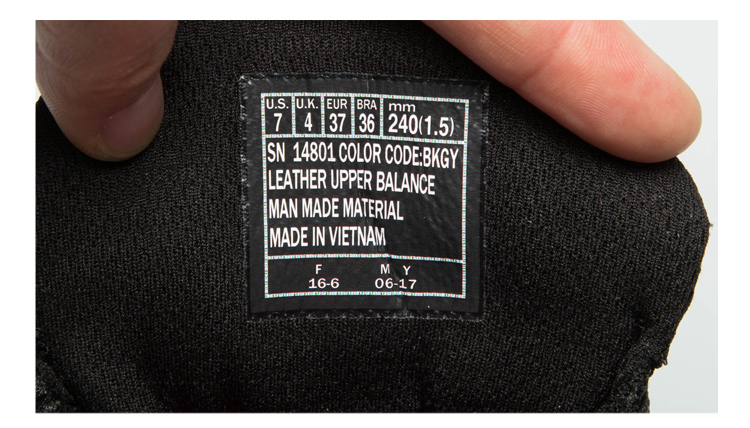 U.S. U.K. EUR BRA mm
7 4 37 36 240(1.5)
SN 14801 COLOR CODE:BKGY
LEATHER UPPER BALANCE
MAN MADE MATERIAL
MADE IN VIETNAM
F M Y
16-6 06-17